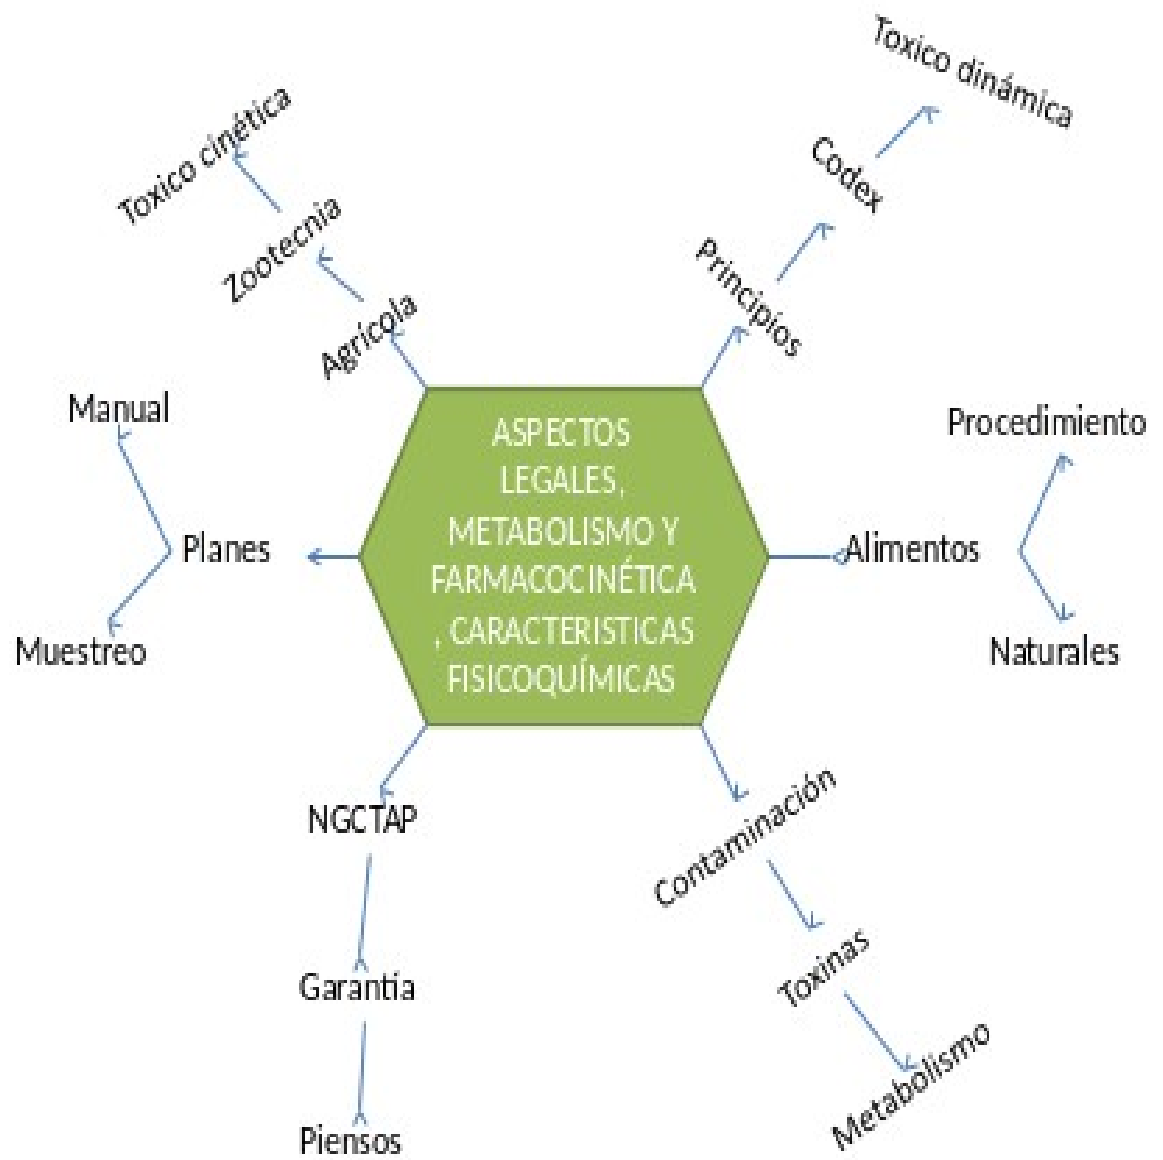 Toxico dinámica
Toxico cinética
Codex
Zootecnia
Principios
Agrícola
Manual
Procedimiento
ASPECTOS
LEGALES,
METABOLISMO Y
FARMACOCINÉTICA
, CARACTERISTICAS
FISICOQUÍMICAS
Planes
Alimentos
Muestreo
Naturales
NGCTAP
Contaminación
Garantía
Toxinas
Metabolismo
Piensos